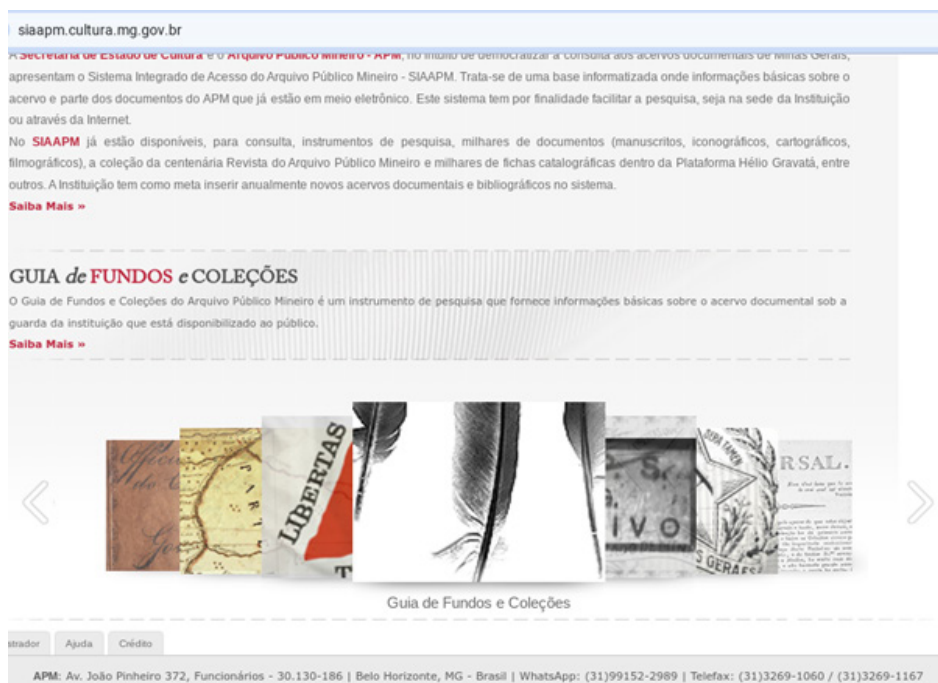 siaapm.cultura.mg.gov.br
A Secretaria de Estado de Cultura e o Arquivo Público Mineiro - APM, no intuito de democratizar a consulta aos acervos documentais de Minas Gerais,
apresentam o Sistema Integrado de Acesso do Arquivo Público Mineiro - SIAAPM. Trata-se de uma base informatizada onde informações básicas sobre o
acervo e parte dos documentos do APM que já estão em meio eletrônico. Este sistema tem por finalidade facilitar a pesquisa, seja na sede da Instituição
ou através da Internet.
No SIAAPM já estão disponíveis, para consulta, instrumentos de pesquisa, milhares de documentos (manuscritos, iconográficos, cartográficos,
filmográficos), a coleção da centenária Revista do Arquivo Público Mineiro e milhares de fichas catalográficas dentro da Plataforma Hélio Gravatá, entre
outros. A Instituição tem como meta inserir anualmente novos acervos documentais e bibliográficos no sistema.
Saiba Mais »
GUIA de FUNDOS e COLEÇÕES
O Guia de Fundos e Coleções do Arquivo Público Mineiro é um instrumento de pesquisa que fornece informações básicas sobre o acervo documental sob a
guarda da instituição que está disponibilizado ao público.
Saiba Mais »
LIBERTAS
T
S.
IVO
TAMEN
GERAES
RSAL.
Guia de Fundos e Coleções
strador Ajuda Crédito
APM: Av. João Pinheiro 372, Funcionários - 30.130-186 | Belo Horizonte, MG - Brasil | WhatsApp: (31)99152-2989 | Telefax: (31)3269-1060 / (31)3269-1167